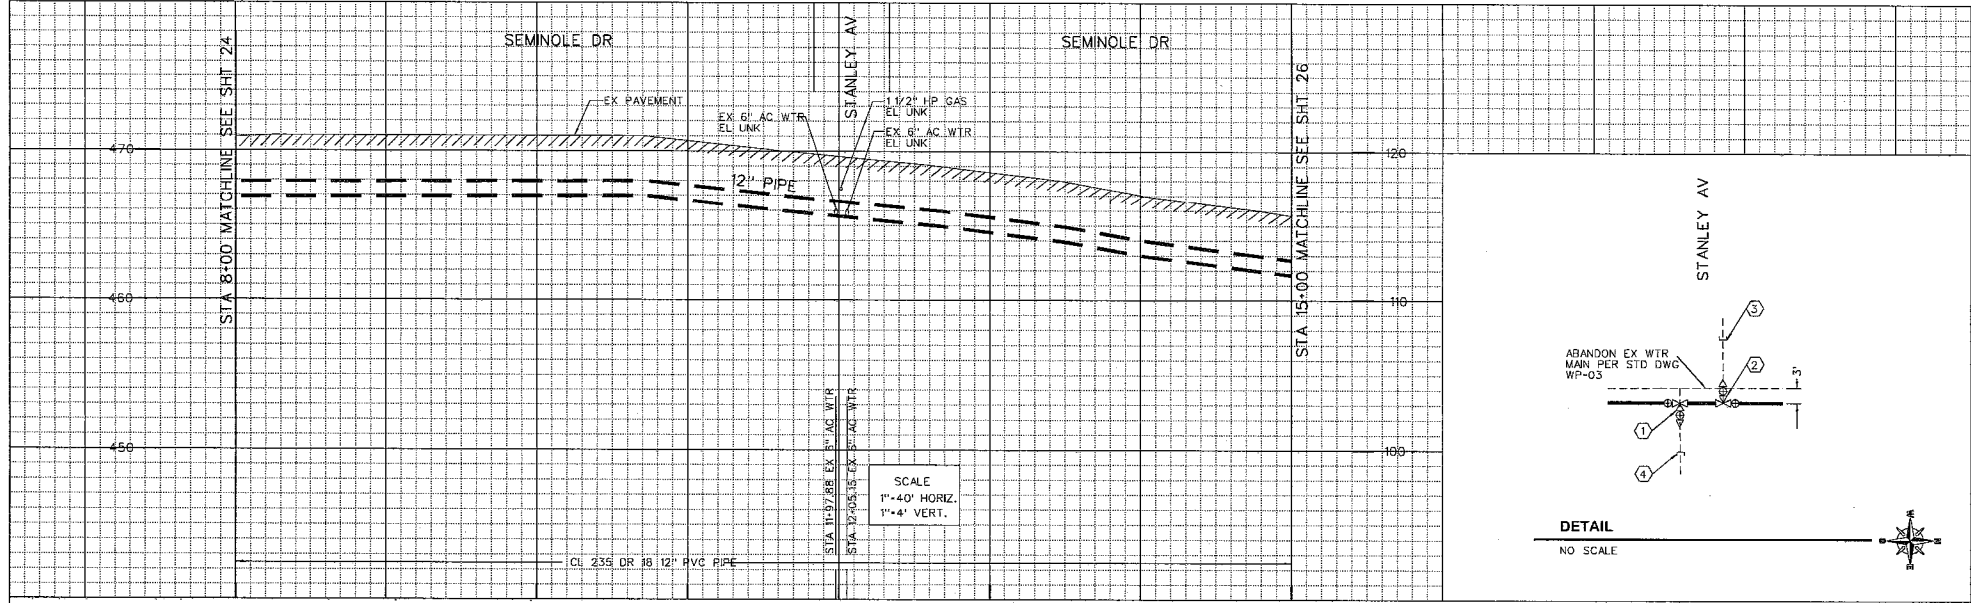 SEMINOLE DR
STANLEY AV
SEMINOLE DR
STA 8+00 MATCHLINE SEE SHT 24
EX PAVEMENT
EX 6" AC WTR
EL UNK
1 1/2" HP GAS
EL UNK
EX 6" AC WTR
EL UNK
12" PIPE
470
460
450
120
110
100
STA 15+00 MATCHLINE SEE SHT 26
STA 11+97.88 EX 6" AC WTR
STA 12+05.15 EX 6" AC WTR
SCALE
1"=40' HORIZ.
1"=4' VERT.
CL 235 DR 18 12" PVC PIPE
STANLEY AV
ABANDON EX WTR
MAIN PER STD DWG
WP-03
3
2
3'
1
4
DETAIL
NO SCALE